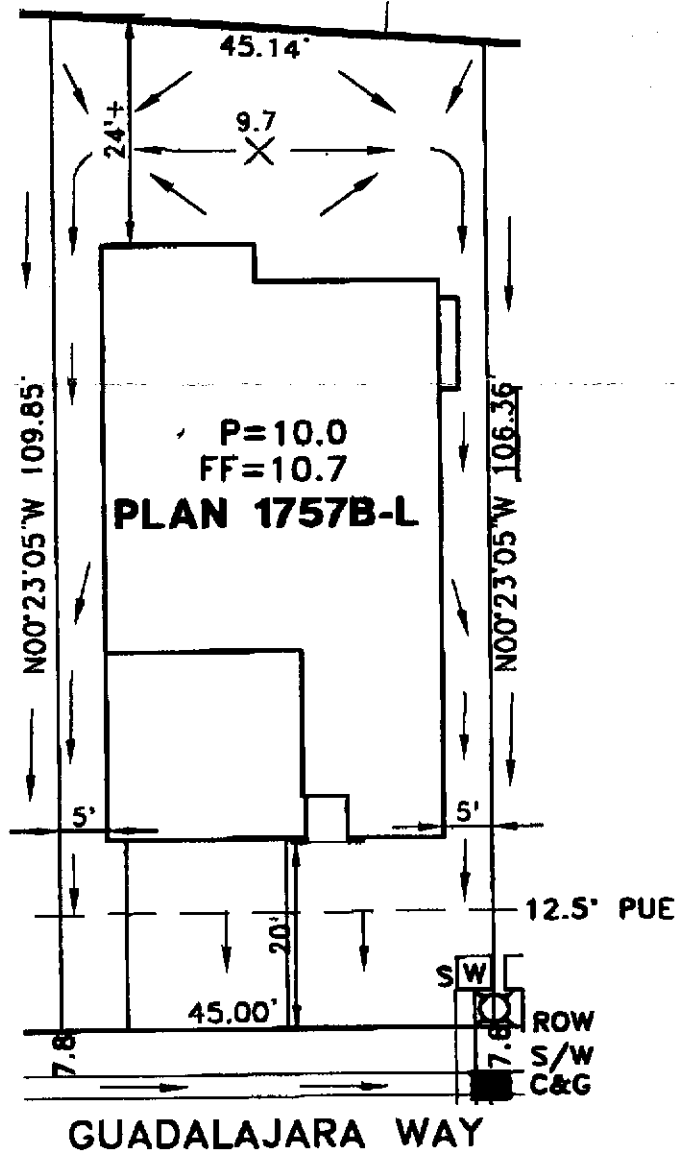 45.14'
24'+
9.7
N00°23'05"W 109.85'
P=10.0
FF=10.7
PLAN 1757B-L
N00°23'05"W 106.36'
5'
5'
12.5' PUE
20'
S W
45.00'
ROW
7.8
7.8
S/W
C&G
GUADALAJARA WAY